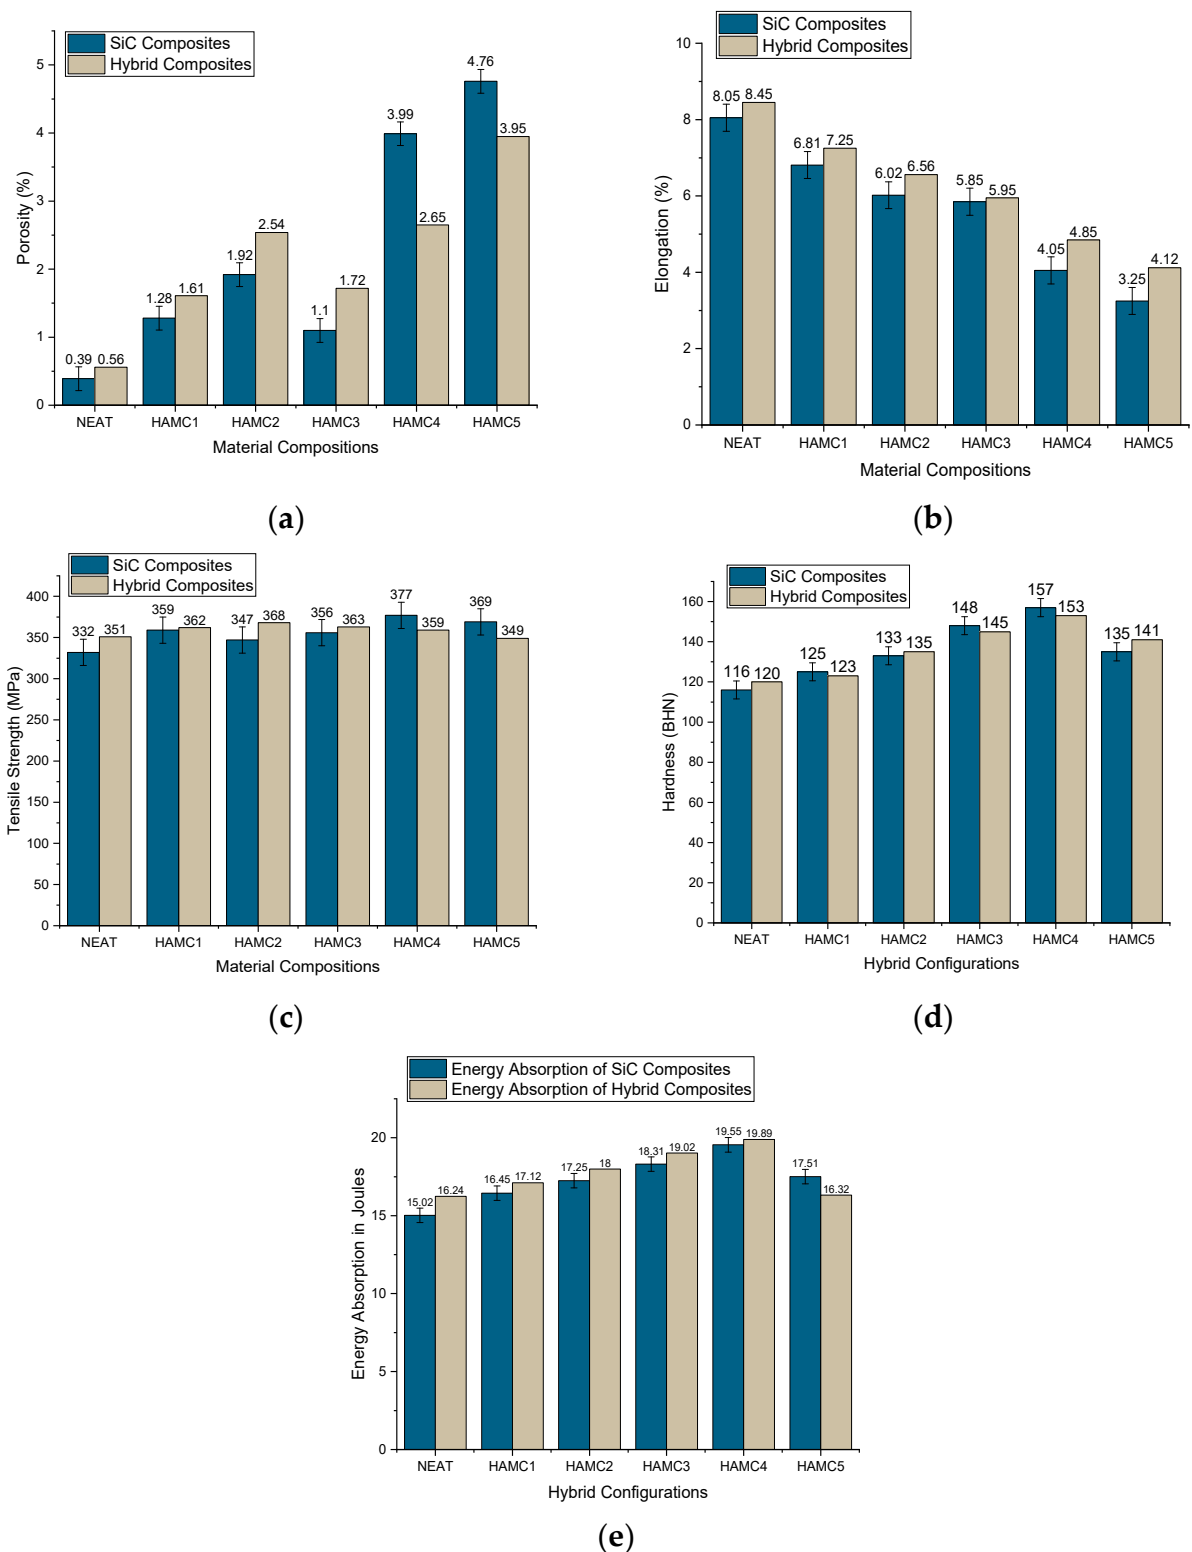 SiC Composites
Hybrid Composites
Porosity (%)
5
4
3
2
1
0
0.39 0.56
1.28 1.61
1.92 2.54
1.1 1.72
3.99 2.65
4.76 3.95
NEAT HAMC1 HAMC2 HAMC3 HAMC4 HAMC5
Material Compositions
(a)
SiC Composites
Hybrid Composites
Elongation (%)
10
8
6
4
2
0
8.05 8.45
6.81 7.25
6.02 6.56
5.85 5.95
4.05 4.85
3.25 4.12
NEAT HAMC1 HAMC2 HAMC3 HAMC4 HAMC5
Material Compositions
(b)
SiC Composites
Hybrid Composites
Tensile Strength (MPa)
400
350
300
250
200
150
100
50
0
332 351
359 362
347 368
356 363
377 359
369 349
NEAT HAMC1 HAMC2 HAMC3 HAMC4 HAMC5
Material Compositions
(c)
SiC Composites
Hybrid Composites
Hardness (BHN)
160
140
120
100
80
60
40
20
0
116 120
125 123
133 135
148 145
157 153
135 141
NEAT HAMC1 HAMC2 HAMC3 HAMC4 HAMC5
Hybrid Configurations
(d)
Energy Absorption of SiC Composites
Energy Absorption of Hybrid Composites
Energy Absorption in Joules
20
15
10
5
0
15.02 16.24
16.45 17.12
17.25 18
18.31 19.02
19.55 19.89
17.51 16.32
NEAT HAMC1 HAMC2 HAMC3 HAMC4 HAMC5
Hybrid Configurations
(e)